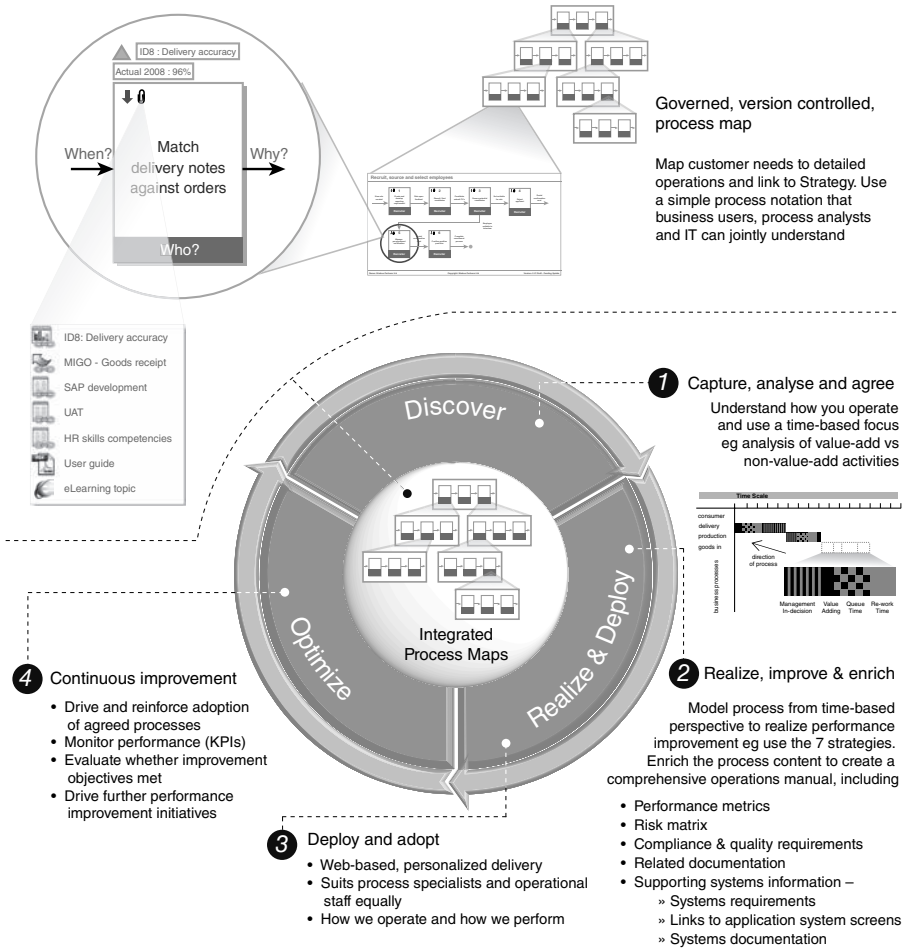 ID8 : Delivery accuracy
Actual 2008 : 96%
When?
Match
delivery notes
against orders
Why?
Who?
Recruit, source and select employees
Governed, version controlled,
process map
Map customer needs to detailed
operations and link to Strategy. Use
a simple process notation that
business users, process analysts
and IT can jointly understand
ID8: Delivery accuracy
MIGO - Goods receipt
SAP development
UAT
HR skills competencies
User guide
eLearning topic
Discover
Realize & Deploy
Optimize
Integrated
Process Maps
1 Capture, analyse and agree
Understand how you operate
and use a time-based focus
eg analysis of value-add vs
non-value-add activities
Time Scale
consumer
delivery
production
goods in
direction
of process
business processes
Management
In-decision
Value
Adding
Queue
Time
Re-work
Time
2 Realize, improve & enrich
Model process from time-based
perspective to realize performance
improvement eg use the 7 strategies.
Enrich the process content to create a
comprehensive operations manual, including
• Performance metrics
• Risk matrix
• Compliance & quality requirements
• Related documentation
• Supporting systems information –
» Systems requirements
» Links to application system screens
» Systems documentation
3 Deploy and adopt
• Web-based, personalized delivery
• Suits process specialists and operational
staff equally
• How we operate and how we perform
4 Continuous improvement
• Drive and reinforce adoption
of agreed processes
• Monitor performance (KPIs)
• Evaluate whether improvement
objectives met
• Drive further performance
improvement initiatives